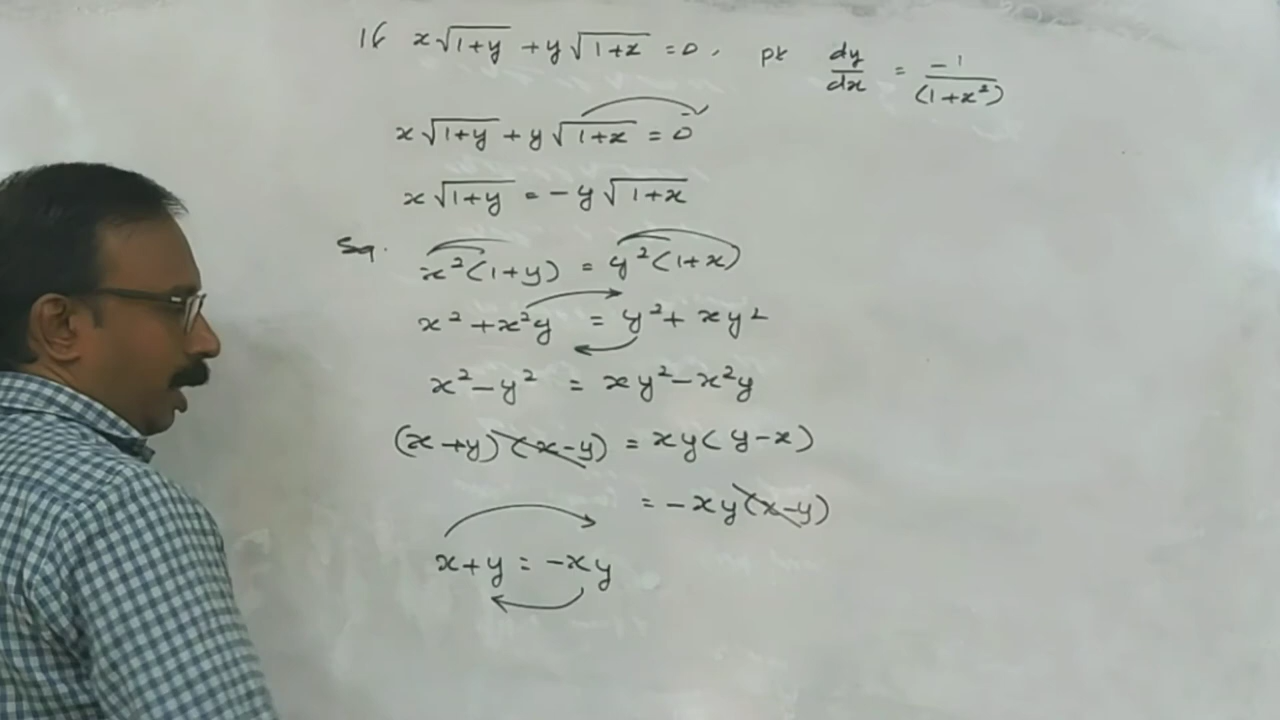 If x√(1+y) + y√(1+x) = 0, pt dy/dx = -1/(1+x²)
x√(1+y) + y√(1+x) = 0
x√(1+y) = -y√(1+x)
Sq. x²(1+y) = y²(1+x)
x² + x²y = y² + xy²
x² - y² = xy² - x²y
(x+y)(x-y) = xy(y-x)
= -xy(x-y)
x+y = -xy